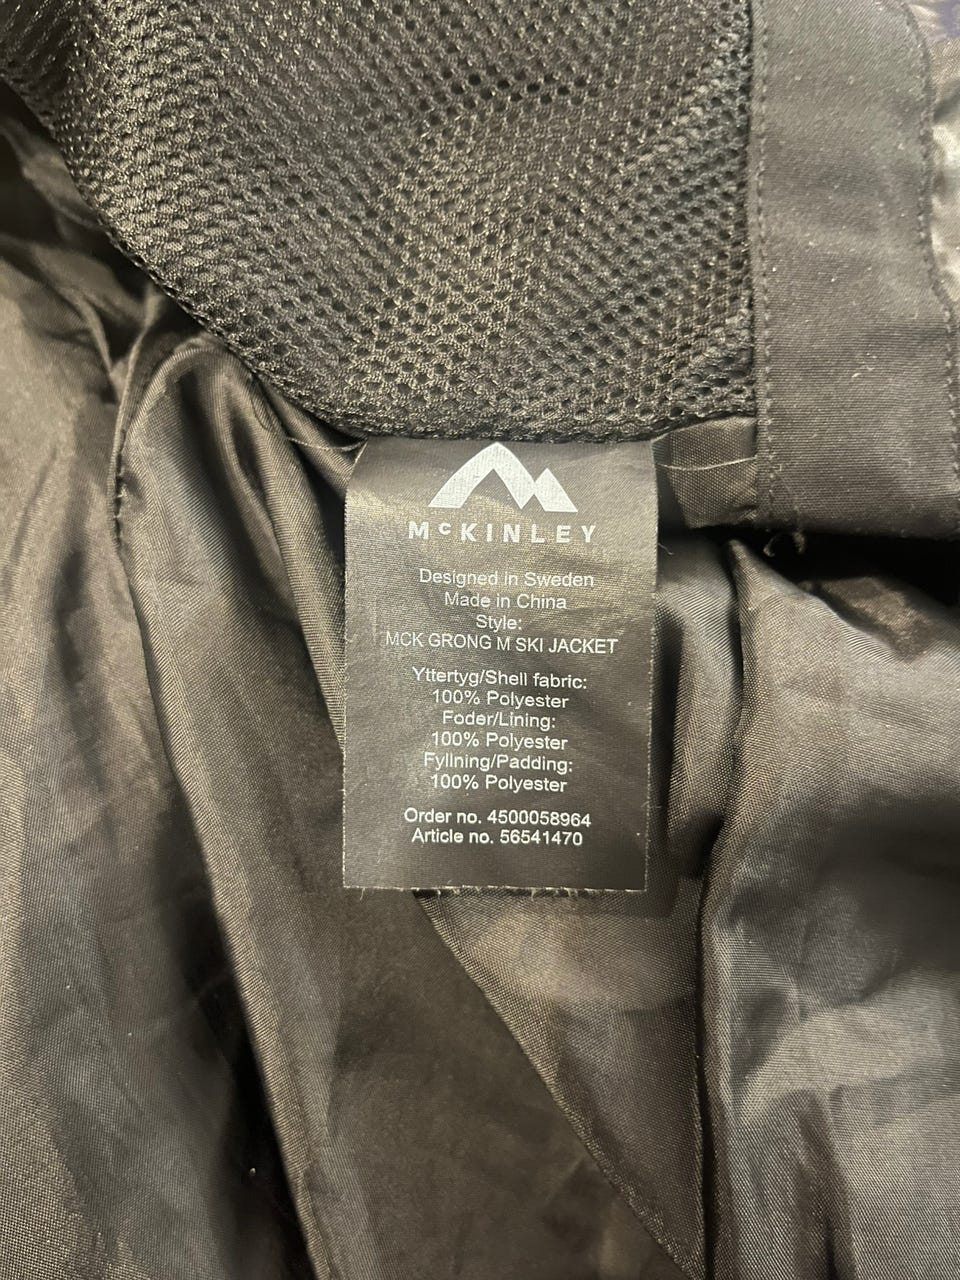 McKINLEY
Designed in Sweden
Made in China
Style:
MCK GRONG M SKI JACKET
Yttertyg/Shell fabric:
100% Polyester
Foder/Lining:
100% Polyester
Fyllning/Padding:
100% Polyester
Order no. 4500058964
Article no. 56541470